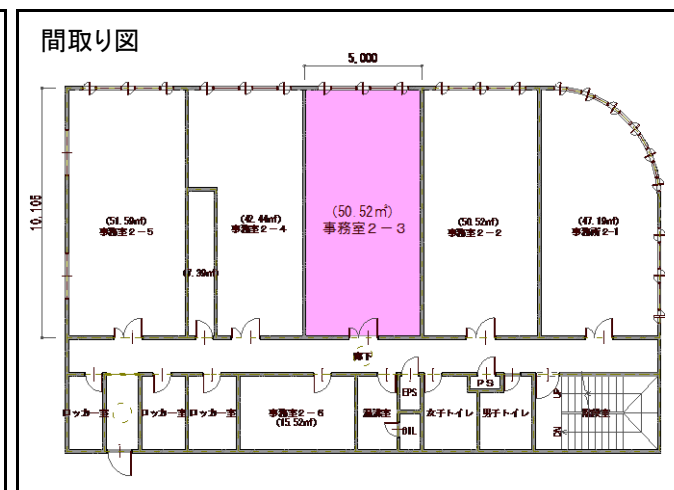 間取り図
5,000
10,106
(51.59㎡)
事務室2-5
(42.44㎡)
事務室2-4
(7.39㎡)
(50.52㎡)
事務室2-3
(50.52㎡)
事務室2-2
(47.19㎡)
事務所2-1
廊下
ロッカー室
ロッカー室
ロッカー室
事務室2-6
(15.52㎡)
湯沸室
EPS
OIL
女子トイレ
PS
男子トイレ
UP
DN
階段室